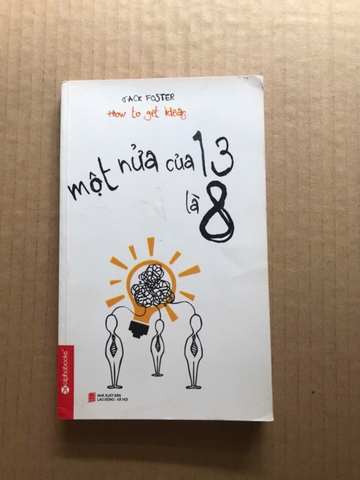 JACK FOSTER
How to get ideas
một nửa của 13
là 8
alphabooks
NHÀ XUẤT BẢN
LAO ĐỘNG - XÃ HỘI